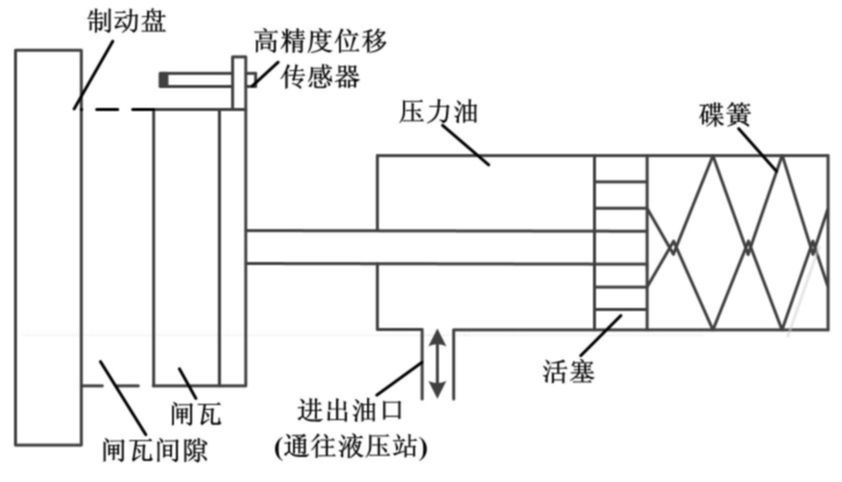 制动盘
高精度位移
传感器
压力油
碟簧
活塞
进出油口
(通往液压站)
闸瓦
闸瓦间隙